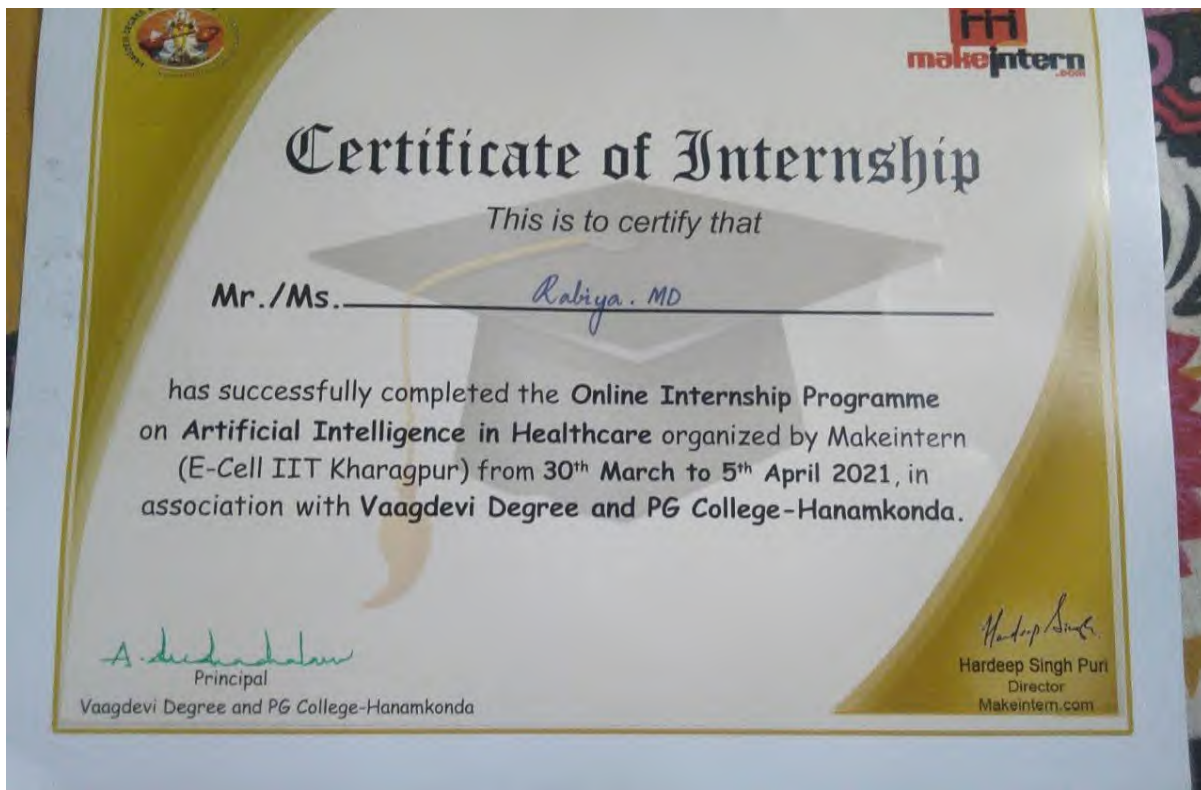 makeintern
.com
Certificate of Internship
This is to certify that
Mr./Ms. Rabiya. MD
has successfully completed the Online Internship Programme
on Artificial Intelligence in Healthcare organized by Makeintern
(E-Cell IIT Kharagpur) from 30th March to 5th April 2021, in
association with Vaagdevi Degree and PG College-Hanamkonda.
Hardeep Singh
Principal
Vaagdevi Degree and PG College-Hanamkonda
Hardeep Singh Puri
Director
Makeintern.com